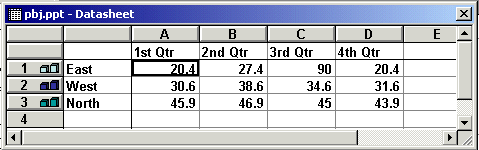 pbj.ppt - Datasheet
A B C D E
1st Qtr 2nd Qtr 3rd Qtr 4th Qtr
1 East 20.4 27.4 90 20.4
2 West 30.6 38.6 34.6 31.6
3 North 45.9 46.9 45 43.9
4